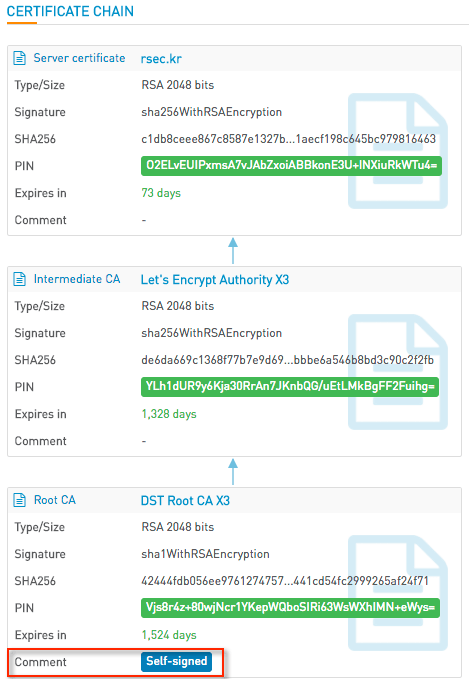 CERTIFICATE CHAIN
Server certificate rsec.kr
Type/Size RSA 2048 bits
Signature sha256WithRSAEncryption
SHA256 c1db8ceee867c8587e1327b...1aecf198c645bc979816463
PIN O2ELvEUIPxmsA7vJAbZxoiABBkonE3U+INXiuRkWTu4=
Expires in 73 days
Comment -
Intermediate CA Let's Encrypt Authority X3
Type/Size RSA 2048 bits
Signature sha256WithRSAEncryption
SHA256 de6da669c1368f77b7e9d69...bbbe6a546b8bd3c90c2f2fb
PIN YLh1dUR9y6Kja30RrAn7JKnbQG/uEtLMkBgFF2Fuihg=
Expires in 1,328 days
Comment -
Root CA DST Root CA X3
Type/Size RSA 2048 bits
Signature sha1WithRSAEncryption
SHA256 42444fdb056ee9761274757...441cd54fc2999265af24f71
PIN Vjs8r4z+80wjNcr1YKepWQboSIRi63WsWXhIMN+eWys=
Expires in 1,524 days
Comment Self-signed